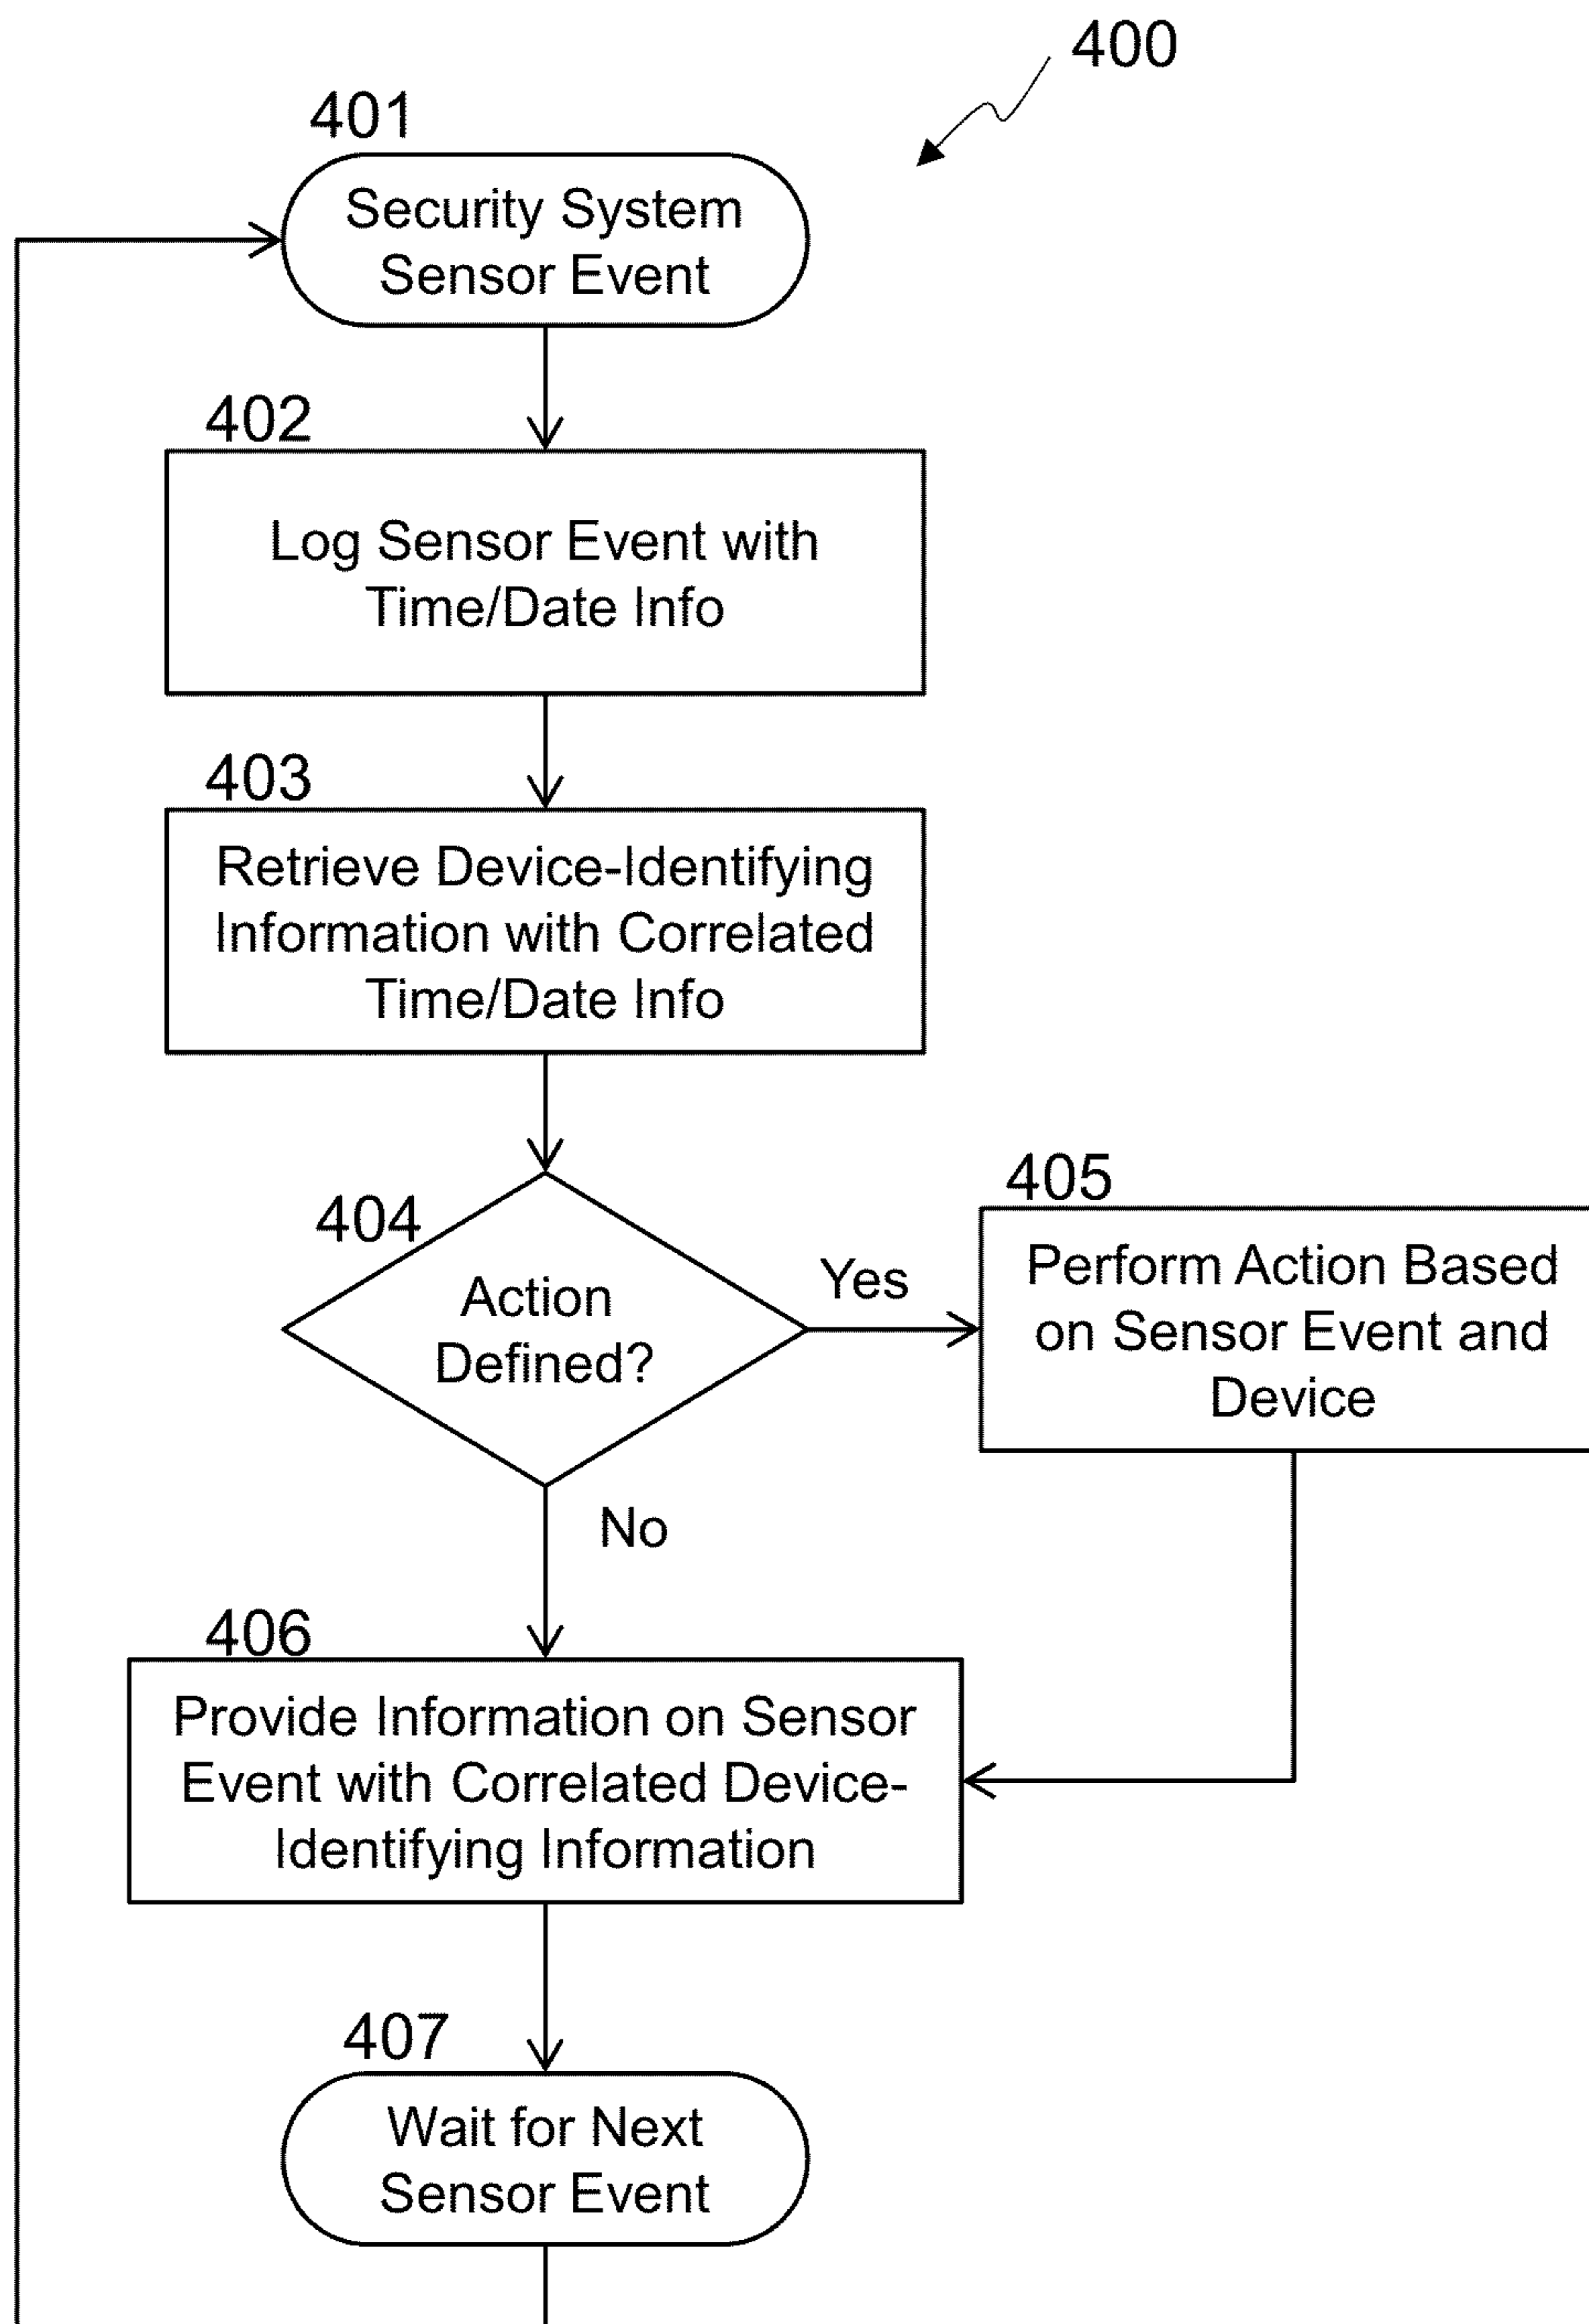 400
401
Security System
Sensor Event
402
Log Sensor Event with
Time/Date Info
403
Retrieve Device-Identifying
Information with Correlated
Time/Date Info
404
Action
Defined?
Yes
405
Perform Action Based
on Sensor Event and
Device
No
406
Provide Information on Sensor
Event with Correlated Device-
Identifying Information
407
Wait for Next
Sensor Event